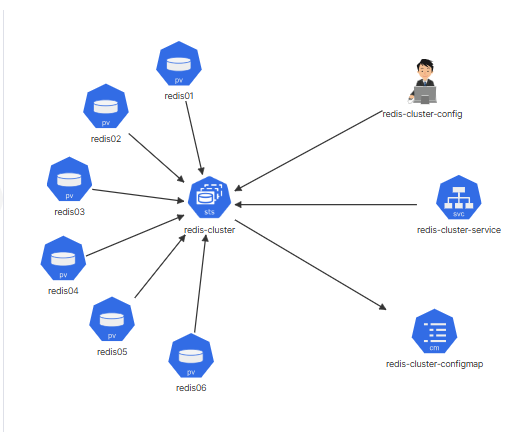 pv
redis01
redis-cluster-config
pv
redis02
pv
redis03
sts
redis-cluster
svc
redis-cluster-service
pv
redis04
pv
redis05
cm
redis-cluster-configmap
pv
redis06